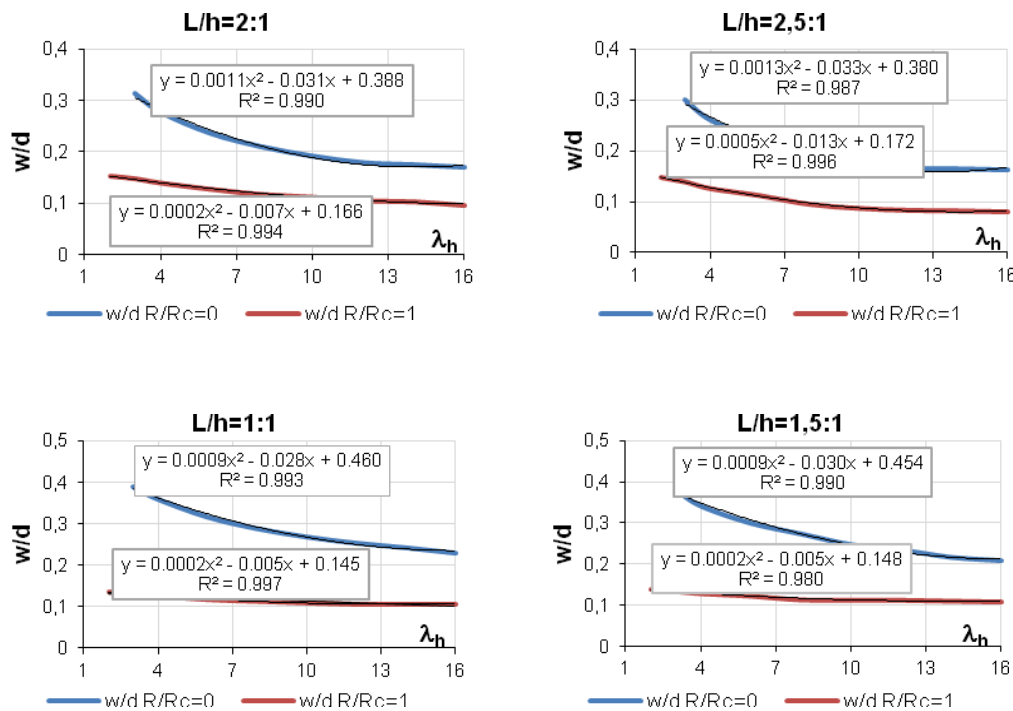 L/h=2:1
0,4
0,3
0,2
0,1
0
w/d
y = 0.0011x² - 0.031x + 0.388
R² = 0.990
y = 0.0002x² - 0.007x + 0.166
R² = 0.994
λh
1 4 7 10 13 16
w/d R/Rc=0 w/d R/Rc=1
L/h=2,5:1
0,4
0,3
0,2
0,1
0
w/d
y = 0.0013x² - 0.033x + 0.380
R² = 0.987
y = 0.0005x² - 0.013x + 0.172
R² = 0.996
λh
1 4 7 10 13 16
w/d R/Rc=0 w/d R/Rc=1
L/h=1:1
0,5
0,4
0,3
0,2
0,1
0
w/d
y = 0.0009x² - 0.028x + 0.460
R² = 0.993
y = 0.0002x² - 0.005x + 0.145
R² = 0.997
λh
1 4 7 10 13 16
w/d R/Rc=0 w/d R/Rc=1
L/h=1,5:1
0,5
0,4
0,3
0,2
0,1
0
w/d
y = 0.0009x² - 0.030x + 0.454
R² = 0.990
y = 0.0002x² - 0.005x + 0.148
R² = 0.980
λh
1 4 7 10 13 16
w/d R/Rc=0 w/d R/Rc=1